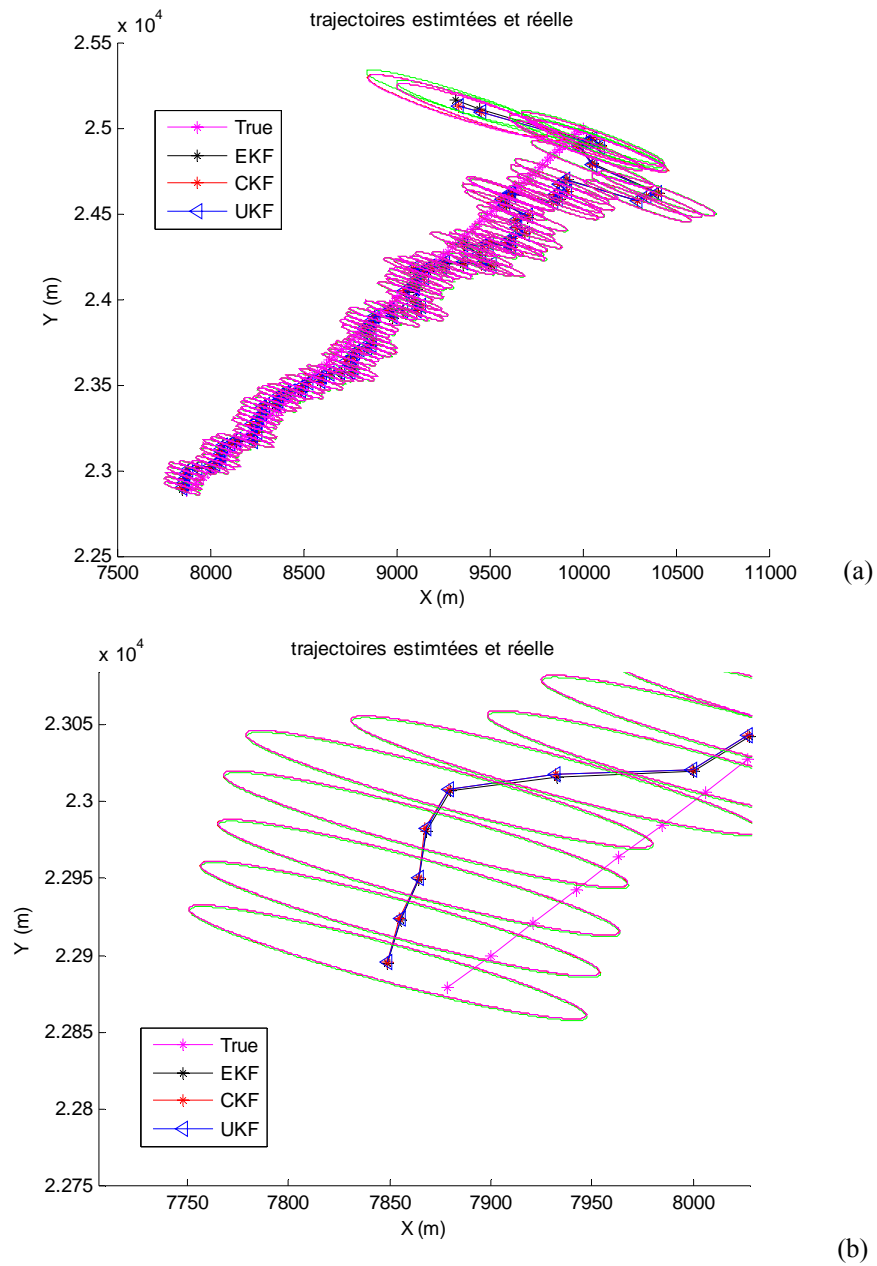 trajectoires estimtées et réelle
x 10^4
2.55
2.5
2.45
2.4
2.35
2.3
2.25
Y (m)
True
EKF
CKF
UKF
7500 8000 8500 9000 9500 10000 10500 11000
X (m)
(a)
trajectoires estimtées et réelle
x 10^4
2.305
2.3
2.295
2.29
2.285
2.28
2.275
Y (m)
True
EKF
CKF
UKF
7750 7800 7850 7900 7950 8000
X (m)
(b)